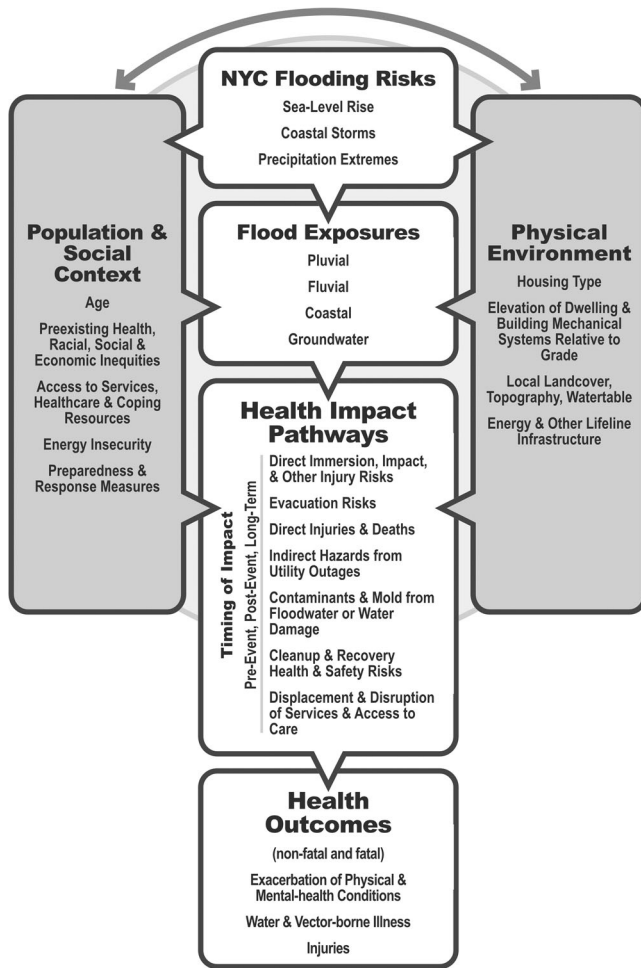 NYC Flooding Risks
Sea-Level Rise
Coastal Storms
Precipitation Extremes
Population &
Social
Context
Age
Preexisting Health,
Racial, Social &
Economic Inequities
Access to Services,
Healthcare & Coping
Resources
Energy Insecurity
Preparedness &
Response Measures
Flood Exposures
Pluvial
Fluvial
Coastal
Groundwater
Physical
Environment
Housing Type
Elevation of Dwelling &
Building Mechanical
Systems Relative to
Grade
Local Landcover,
Topography, Watertable
Energy & Other Lifeline
Infrastructure
Health Impact
Pathways
Timing of Impact
Pre-Event, Post-Event, Long-Term
Direct Immersion, Impact,
& Other Injury Risks
Evacuation Risks
Direct Injuries & Deaths
Indirect Hazards from
Utility Outages
Contaminants & Mold from
Floodwater or Water
Damage
Cleanup & Recovery
Health & Safety Risks
Displacement & Disruption
of Services & Access to
Care
Health
Outcomes
(non-fatal and fatal)
Exacerbation of Physical &
Mental-health Conditions
Water & Vector-borne Illness
Injuries